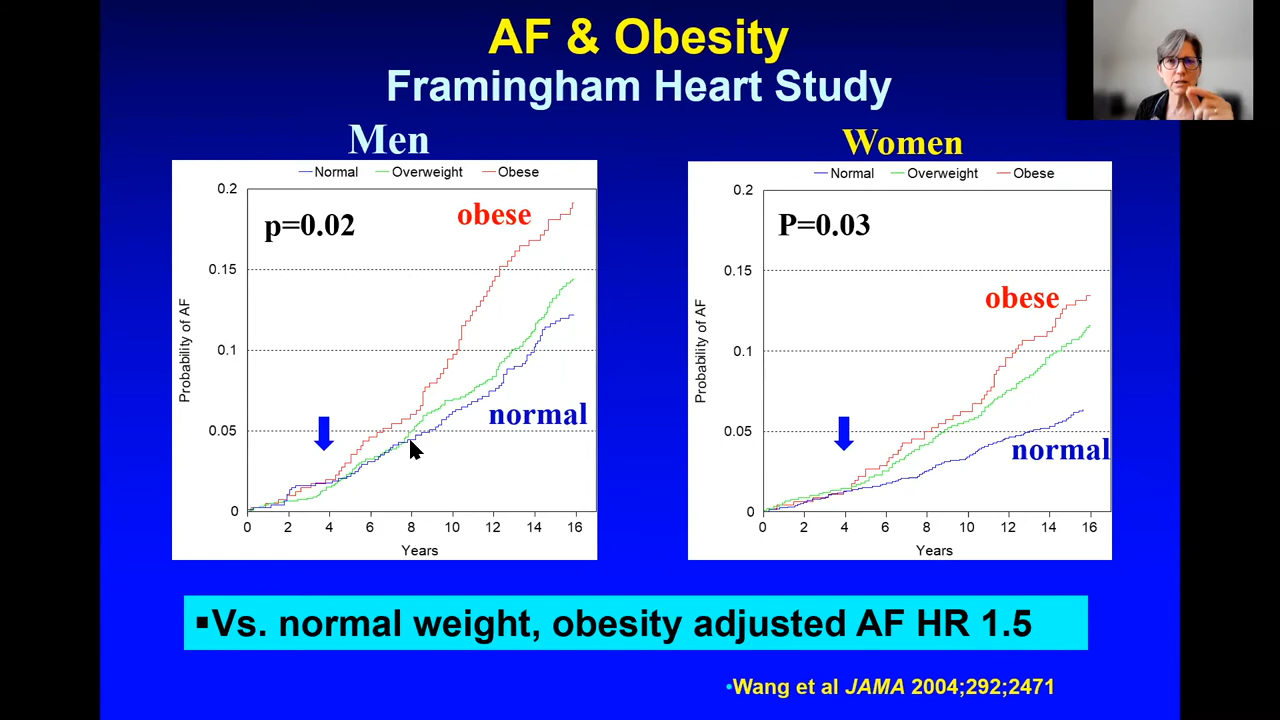 AF & Obesity
Framingham Heart Study
Men
Normal Overweight Obese
0.2
0.15
0.1
0.05
0
p=0.02
obese
normal
Probability of AF
0 2 4 6 8 10 12 14 16
Years
Women
Normal Overweight Obese
0.2
0.15
0.1
0.05
0
P=0.03
obese
normal
Probability of AF
0 2 4 6 8 10 12 14 16
Years
▪Vs. normal weight, obesity adjusted AF HR 1.5
•Wang et al JAMA 2004;292;2471